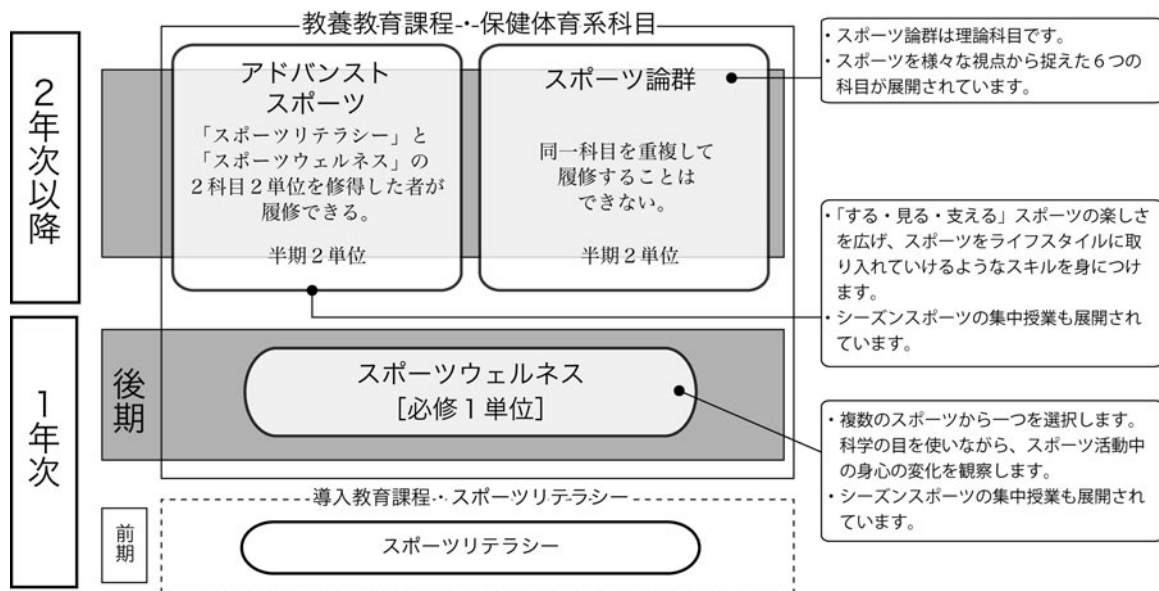 教養教育課程・保健体育系科目
2年次以降
アドバンスト
スポーツ
「スポーツリテラシー」と
「スポーツウェルネス」の
2科目2単位を修得した者が
履修できる。
半期2単位
スポーツ論群
同一科目を重複して
履修することは
できない。
半期2単位
・スポーツ論群は理論科目です。
・スポーツを様々な視点から捉えた6つの
科目が展開されています。
・「する・見る・支える」スポーツの楽しさ
を広げ、スポーツをライフスタイルに取
り入れていけるようなスキルを身につけ
ます。
・シーズンスポーツの集中授業も展開され
ています。
1年次
後期
スポーツウェルネス
[必修1単位]
・複数のスポーツから一つを選択します。
科学の目を使いながら、スポーツ活動中
の身心の変化を観察します。
・シーズンスポーツの集中授業も展開され
ています。
導入教育課程・スポーツリテラシー
前期
スポーツリテラシー